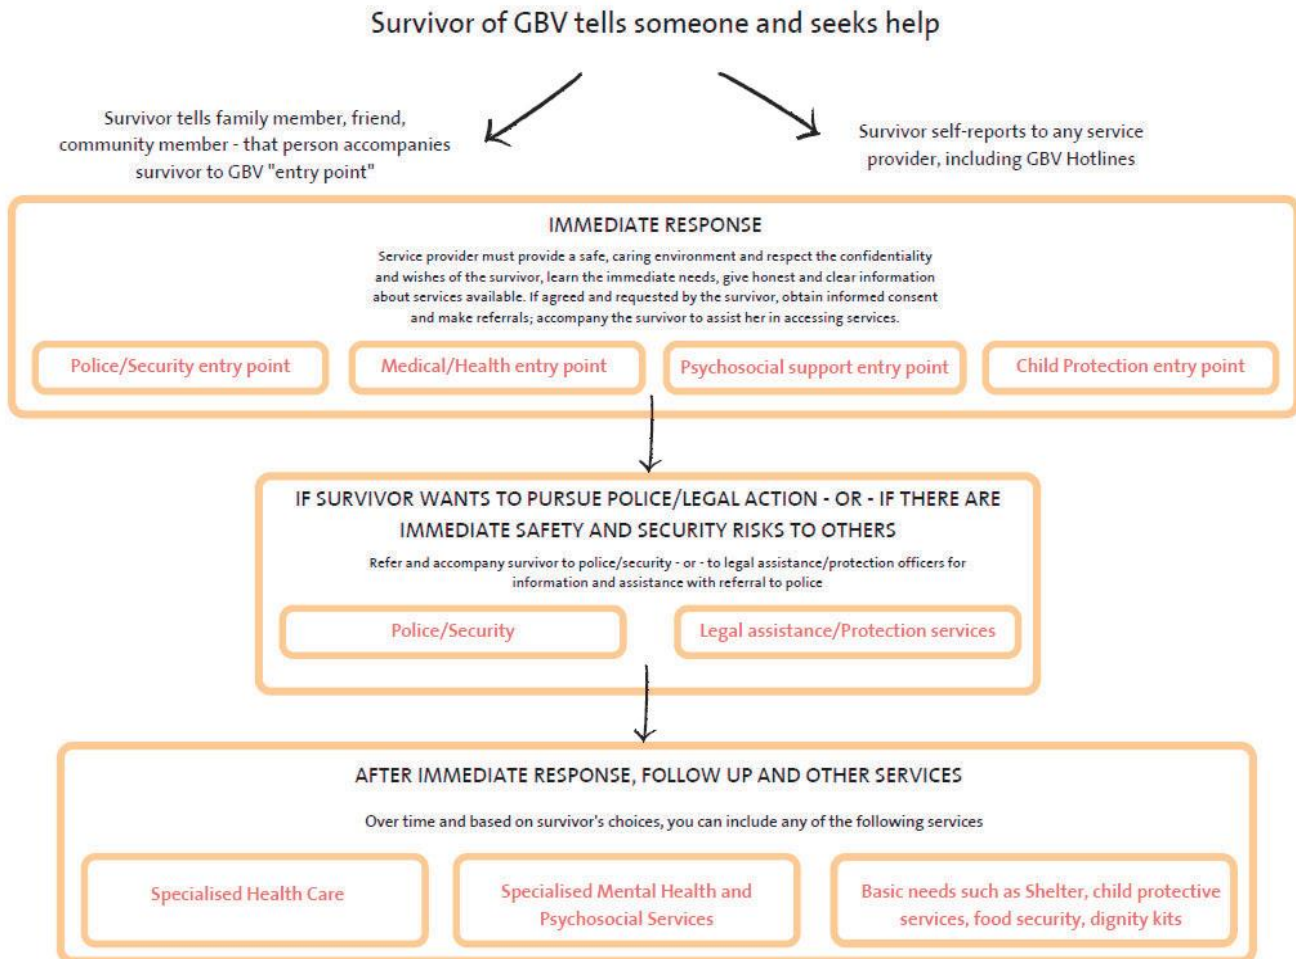 Survivor of GBV tells someone and seeks help
Survivor tells family member, friend,
community member - that person accompanies
survivor to GBV "entry point"
Survivor self-reports to any service
provider, including GBV Hotlines
IMMEDIATE RESPONSE
Service provider must provide a safe, caring environment and respect the confidentiality
and wishes of the survivor, learn the immediate needs, give honest and clear information
about services available. If agreed and requested by the survivor, obtain informed consent
and make referrals; accompany the survivor to assist her in accessing services.
Police/Security entry point
Medical/Health entry point
Psychosocial support entry point
Child Protection entry point
IF SURVIVOR WANTS TO PURSUE POLICE/LEGAL ACTION - OR - IF THERE ARE
IMMEDIATE SAFETY AND SECURITY RISKS TO OTHERS
Refer and accompany survivor to police/security - or - to legal assistance/protection officers for
information and assistance with referral to police
Police/Security
Legal assistance/Protection services
AFTER IMMEDIATE RESPONSE, FOLLOW UP AND OTHER SERVICES
Over time and based on survivor's choices, you can include any of the following services
Specialised Health Care
Specialised Mental Health and
Psychosocial Services
Basic needs such as Shelter, child protective
services, food security, dignity kits